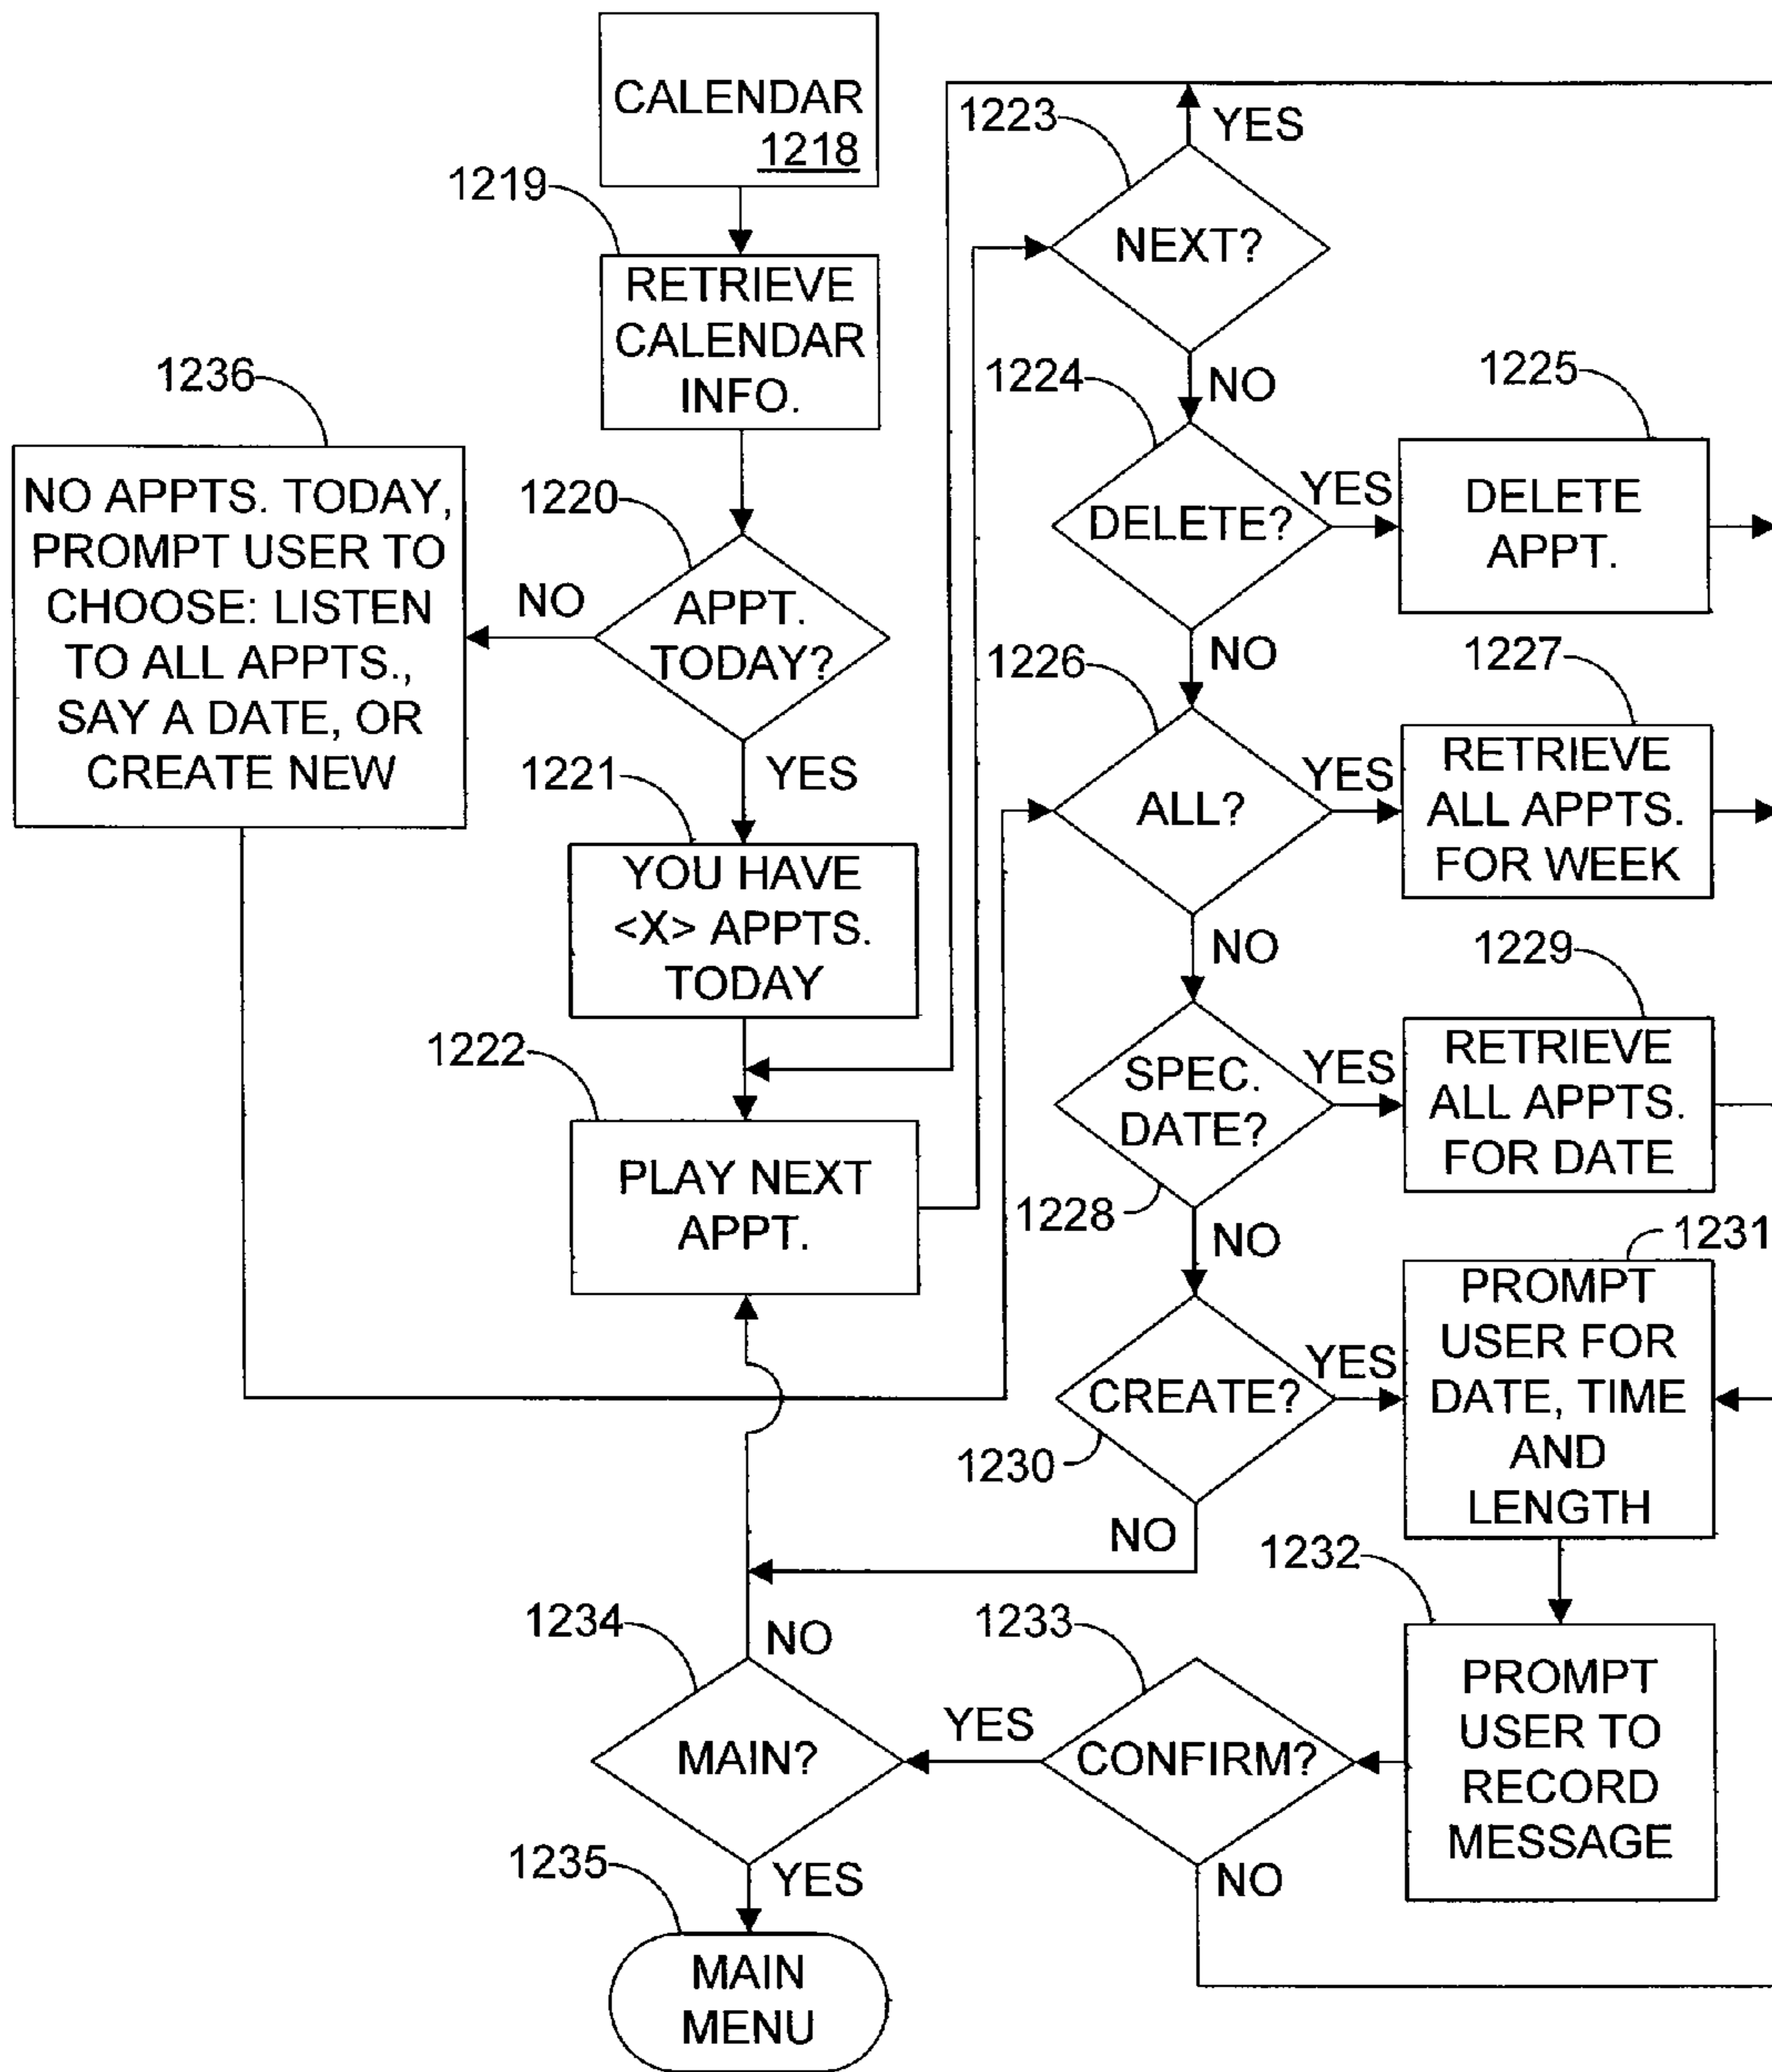 CALENDAR
1218
1219
RETRIEVE
CALENDAR
INFO.
1236
NO APPTS. TODAY,
PROMPT USER TO
CHOOSE: LISTEN
TO ALL APPTS.,
SAY A DATE, OR
CREATE NEW
1220
NO
APPT.
TODAY?
YES
1221
YOU HAVE
<X> APPTS.
TODAY
1222
PLAY NEXT
APPT.
1223
YES
NEXT?
NO
1224
DELETE?
YES
1225
DELETE
APPT.
NO
1226
ALL?
YES
1227
RETRIEVE
ALL APPTS.
FOR WEEK
NO
SPEC.
DATE?
1228
YES
1229
RETRIEVE
ALL APPTS.
FOR DATE
NO
CREATE?
1230
YES
1231
PROMPT
USER FOR
DATE, TIME
AND
LENGTH
NO
1232
PROMPT
USER TO
RECORD
MESSAGE
1233
CONFIRM?
YES
NO
1234
NO
MAIN?
YES
1235
MAIN
MENU